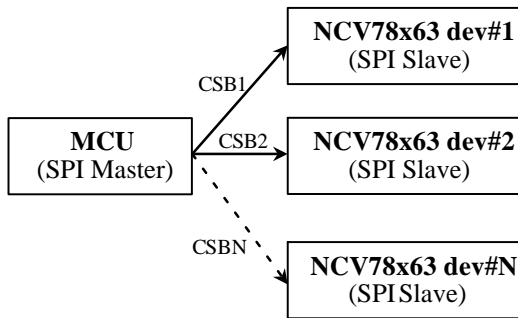 NCV78x63 dev#1
(SPI Slave)
CSB1
MCU
(SPI Master)
CSB2
NCV78x63 dev#2
(SPI Slave)
CSBN
NCV78x63 dev#N
(SPI Slave)